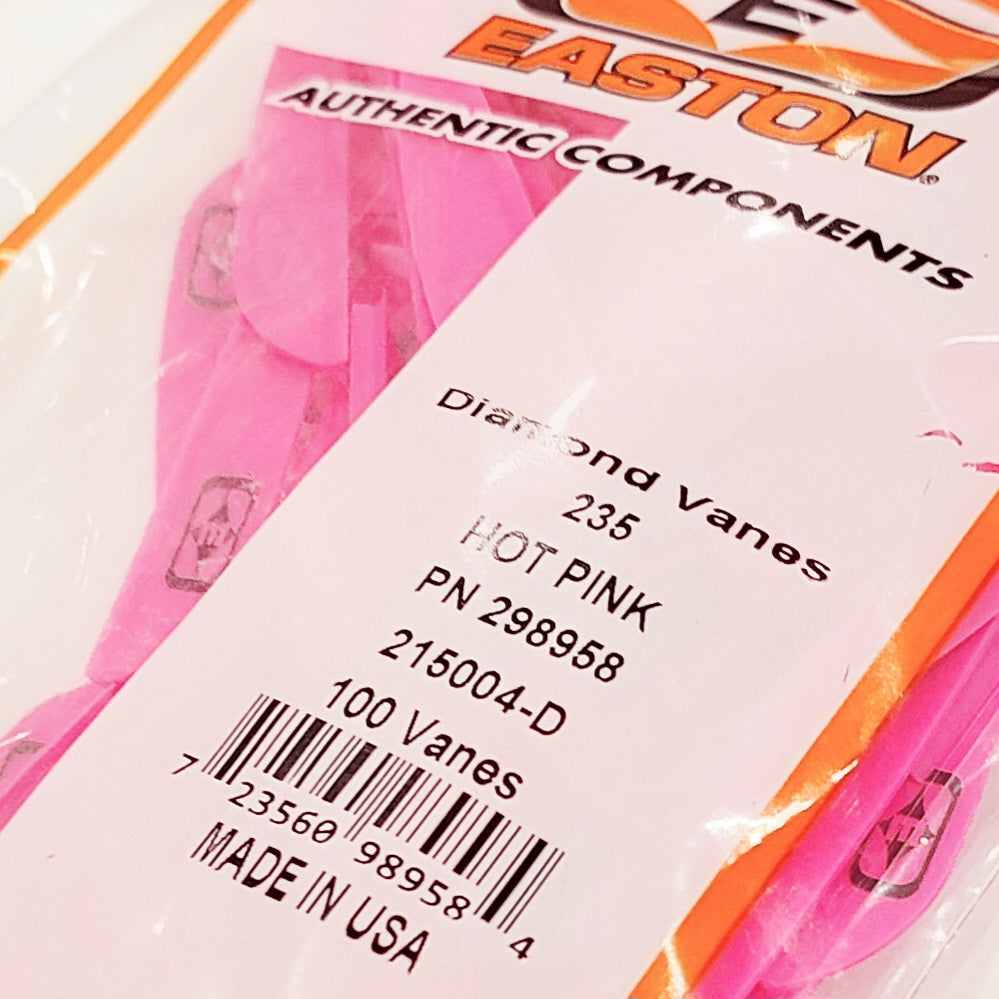 E
EASTON®
AUTHENTIC COMPONENTS
Diamond Vanes
235
HOT PINK
PN 298958
215004-D
100 Vanes
7 23560 98958 4
MADE IN USA